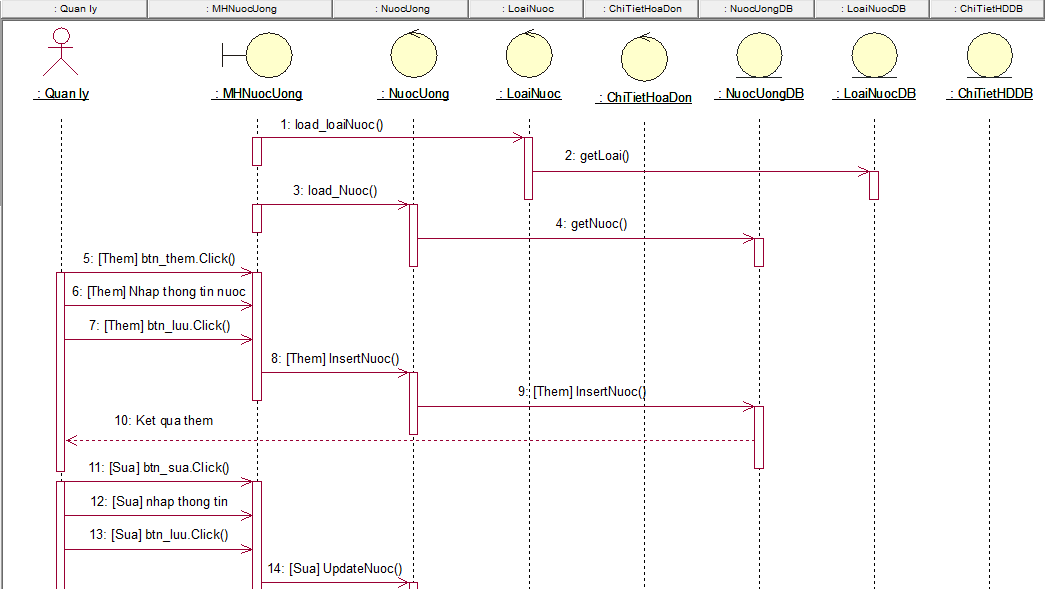 : Quan ly
: MHNuocUong
: NuocUong
: LoaiNuoc
: ChiTietHoaDon
: NuocUongDB
: LoaiNuocDB
: ChiTietHDDB
: Quan ly
: MHNuocUong
: NuocUong
: LoaiNuoc
: ChiTietHoaDon
: NuocUongDB
: LoaiNuocDB
: ChiTietHDDB
1: load_loaiNuoc()
2: getLoai()
3: load_Nuoc()
4: getNuoc()
5: [Them] btn_them.Click()
6: [Them] Nhap thong tin nuoc
7: [Them] btn_luu.Click()
8: [Them] InsertNuoc()
9: [Them] InsertNuoc()
10: Ket qua them
11: [Sua] btn_sua.Click()
12: [Sua] nhap thong tin
13: [Sua] btn_luu.Click()
14: [Sua] UpdateNuoc()